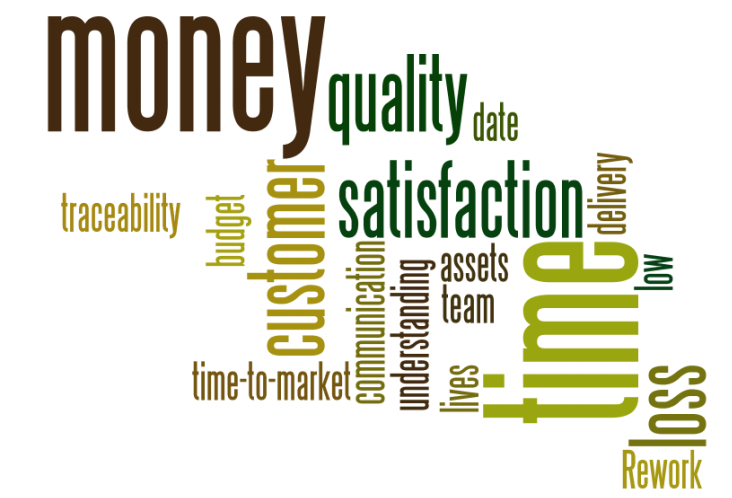 money
quality
date
satisfaction
delivery
traceability
budget
customer
communication
understanding
assets
team
time
low
time-to-market
lives
loss
Rework